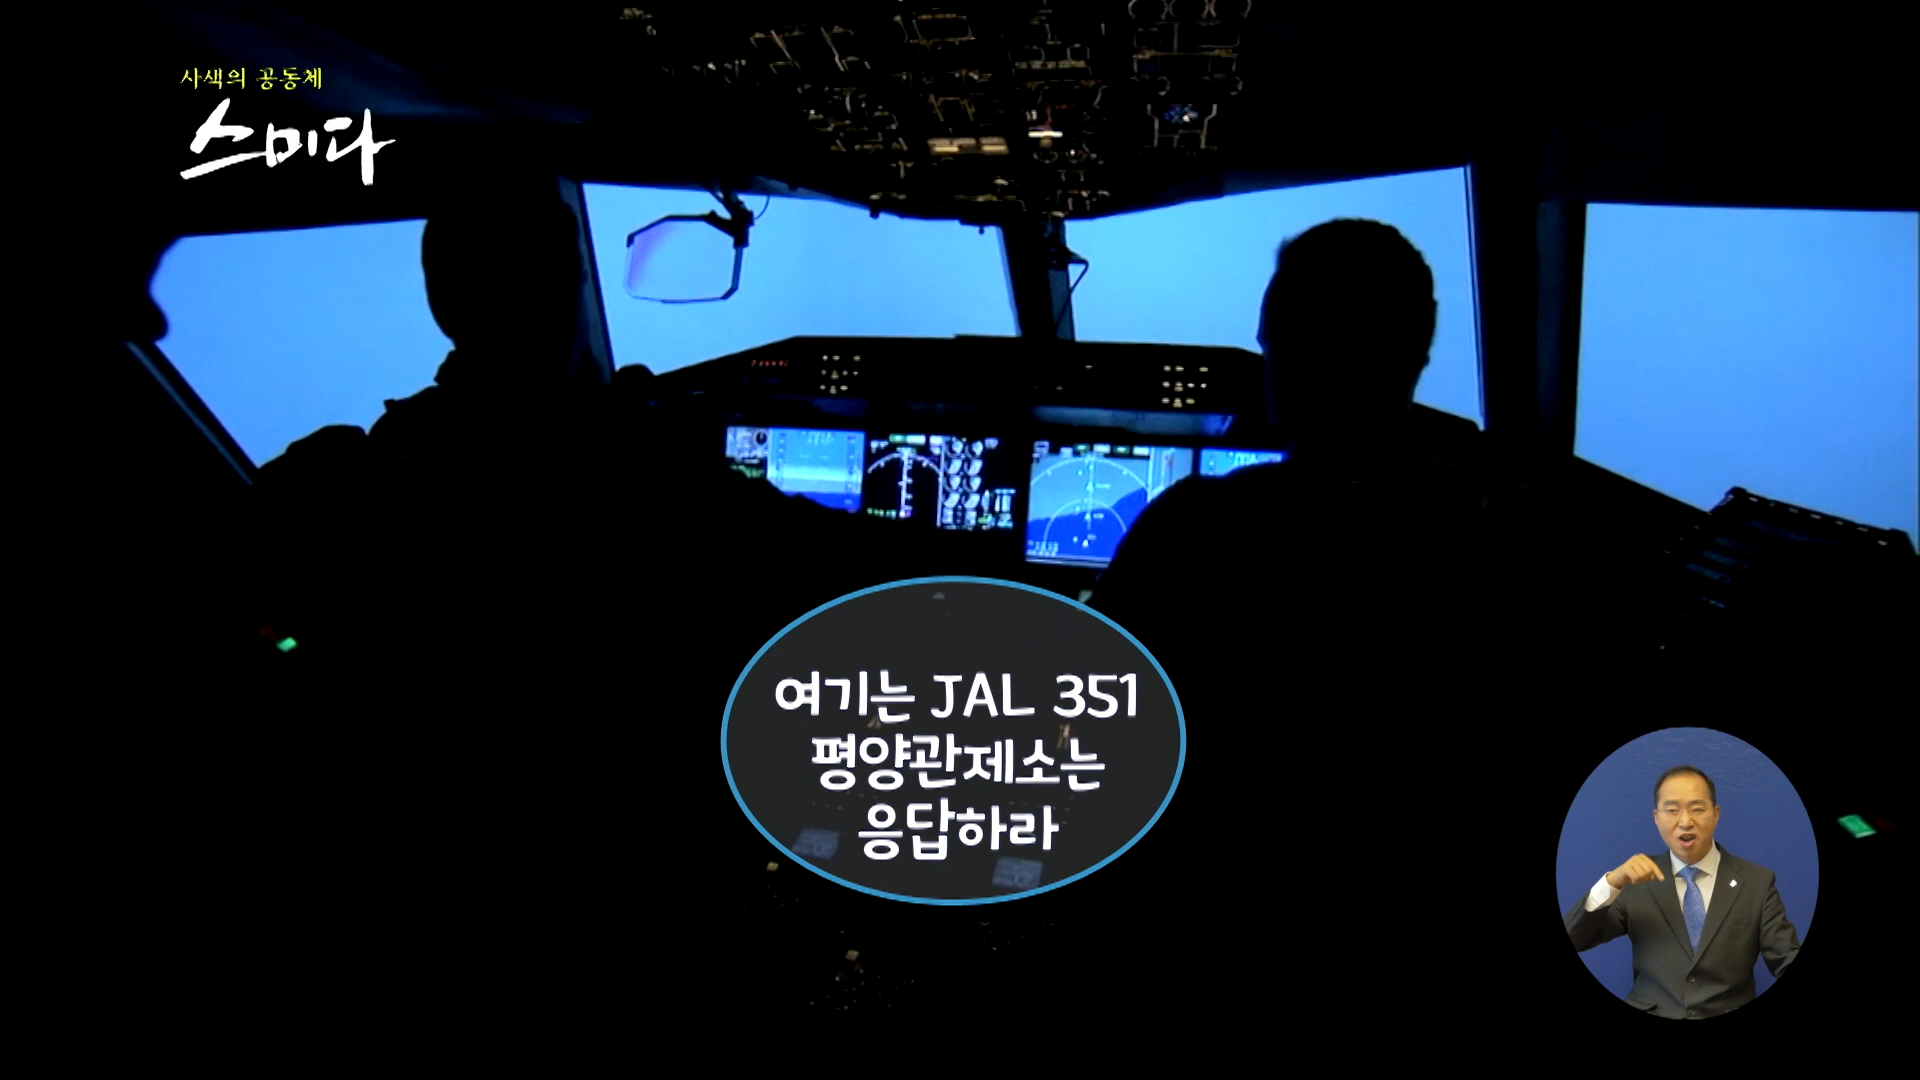 사색의 공동체
스미다
여기는 JAL 351
평양관제소는
응답하라